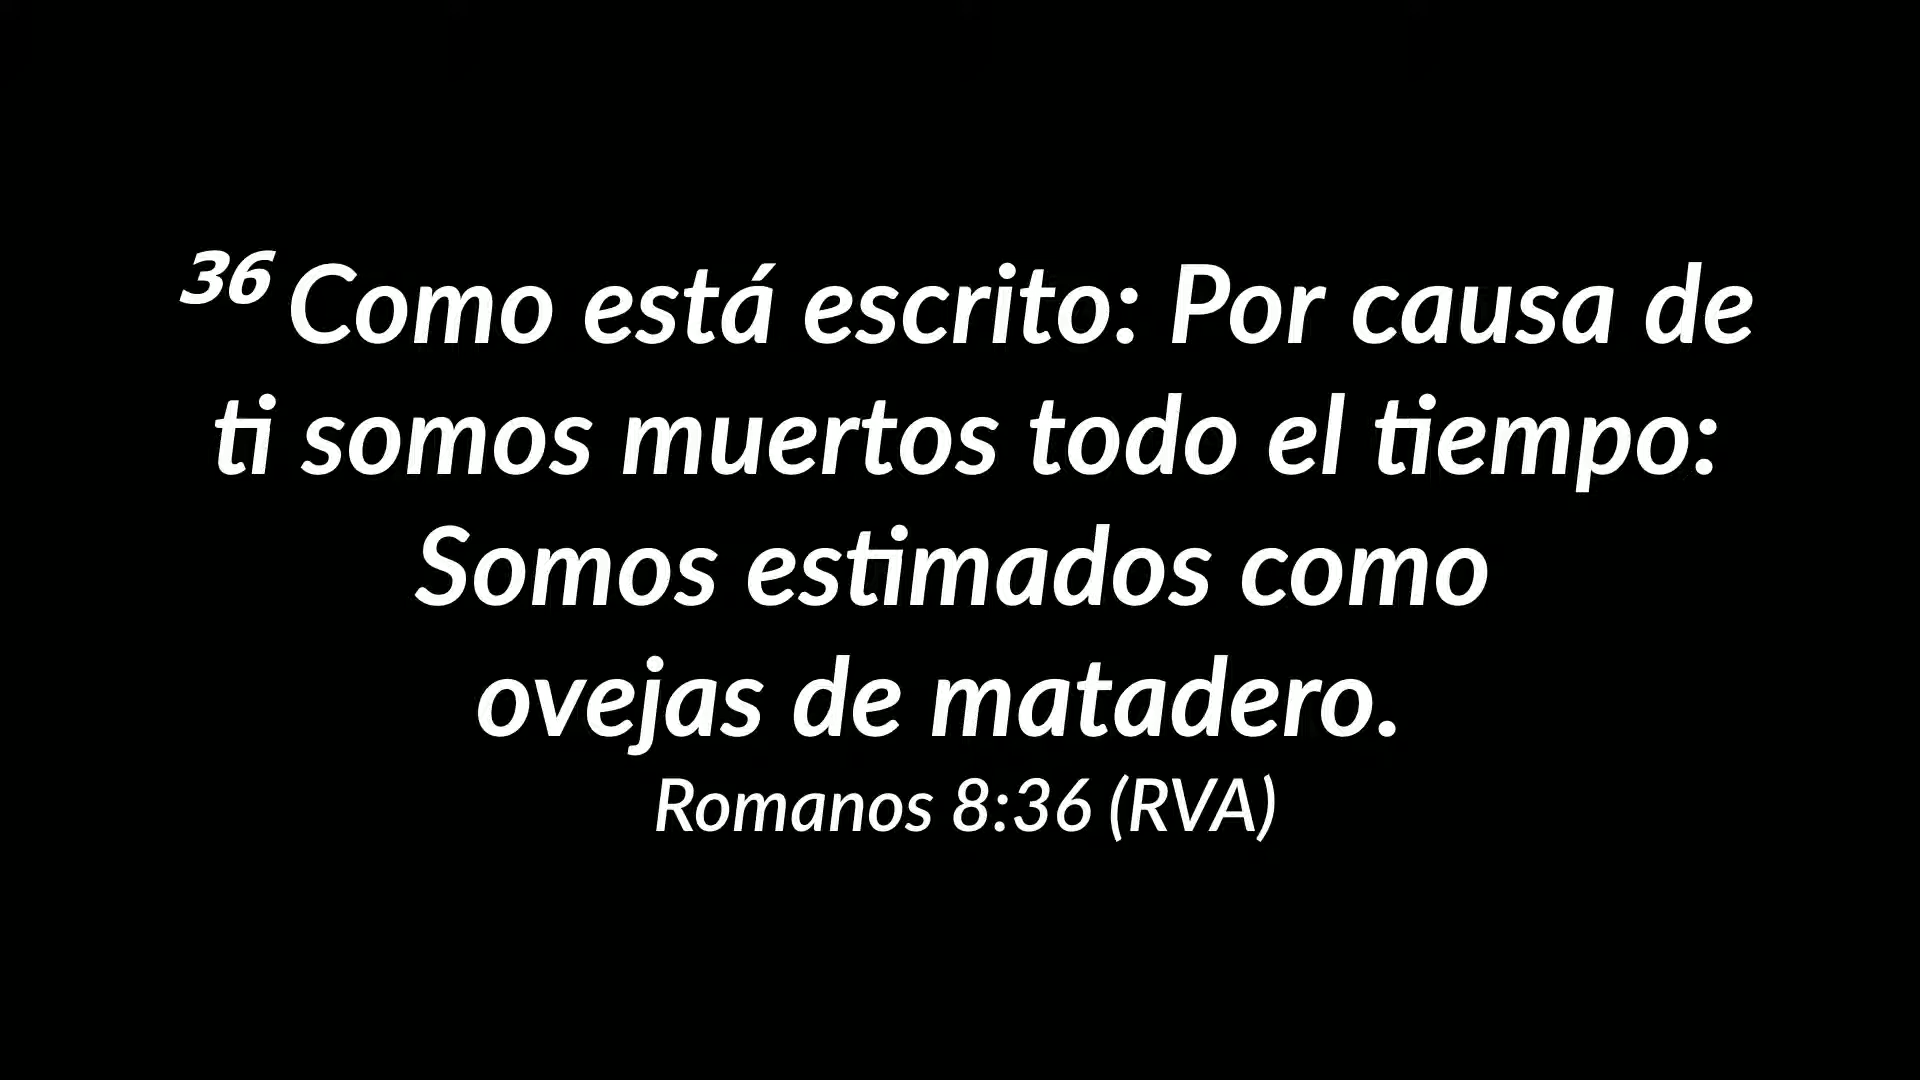 36 Como está escrito: Por causa de
ti somos muertos todo el tiempo:
Somos estimados como
ovejas de matadero.
Romanos 8:36 (RVA)